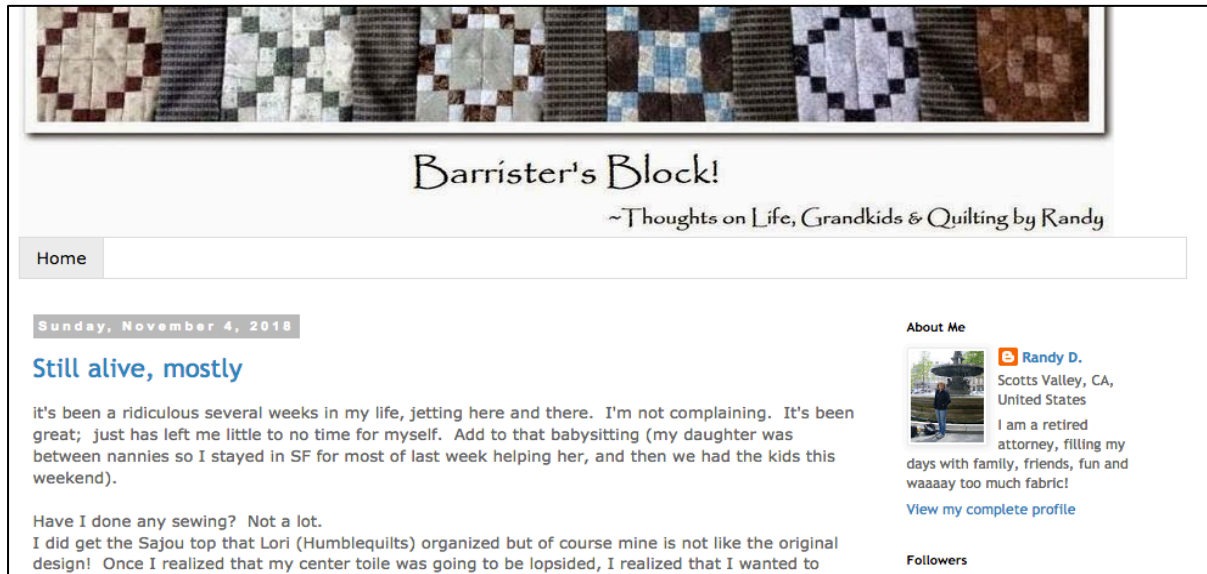 Barrister's Block!
~Thoughts on Life, Grandkids & Quilting by Randy
Home
Sunday, November 4, 2018
Still alive, mostly
it's been a ridiculous several weeks in my life, jetting here and there.  I'm not complaining.  It's been
great;  just has left me little to no time for myself.  Add to that babysitting (my daughter was
between nannies so I stayed in SF for most of last week helping her, and then we had the kids this
weekend).
Have I done any sewing?  Not a lot.
I did get the Sajou top that Lori (Humblequilts) organized but of course mine is not like the original
design!  Once I realized that my center toile was going to be lopsided, I realized that I wanted to
About Me
Randy D.
Scotts Valley, CA,
United States
I am a retired
attorney, filling my
days with family, friends, fun and
waaaay too much fabric!
View my complete profile
Followers